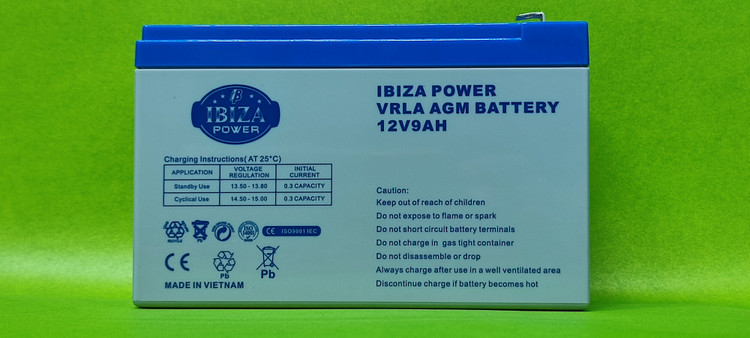 IBIZA
POWER
IBIZA POWER
VRLA AGM BATTERY
12V9AH
Charging Instructions( AT 25°C)
APPLICATION VOLTAGE REGULATION INITIAL CURRENT
Standby Use 13.50 - 13.80 0.3 CAPACITY
Cyclical Use 14.50 - 15.00 0.3 CAPACITY
CE ISO9001 IEC
CE Pb Pb
MADE IN VIETNAM
Caution:
Keep out of reach of children
Do not expose to flame or spark
Do not short circuit battery terminals
Do not charge in gas tight container
Do not disassemble or drop
Always charge after use in a well ventilated area
Discontinue charge if battery becomes hot